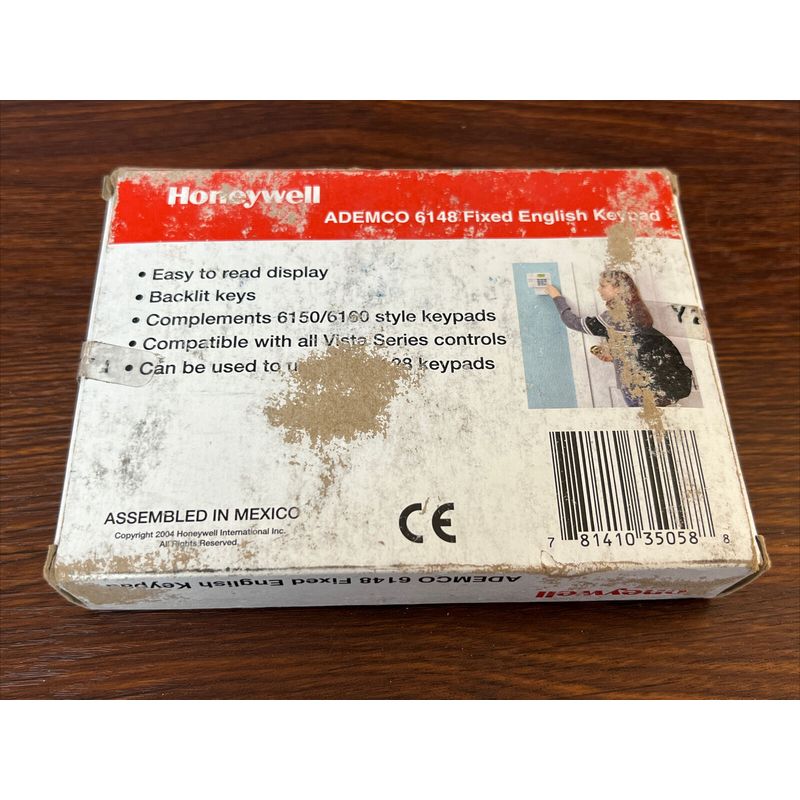 Honeywell
ADEMCO 6148 Fixed English Keypad
• Easy to read display
• Backlit keys
• Complements 6150/6160 style keypads
• Compatible with all Vista Series controls
• Can be used to 28 keypads
ASSEMBLED IN MEXICO
Copyright 2004 Honeywell International Inc.
All Rights Reserved.
CE
7 81410 35058 8
ADEMCO 6148 Fixed English Keypad
Honeywell